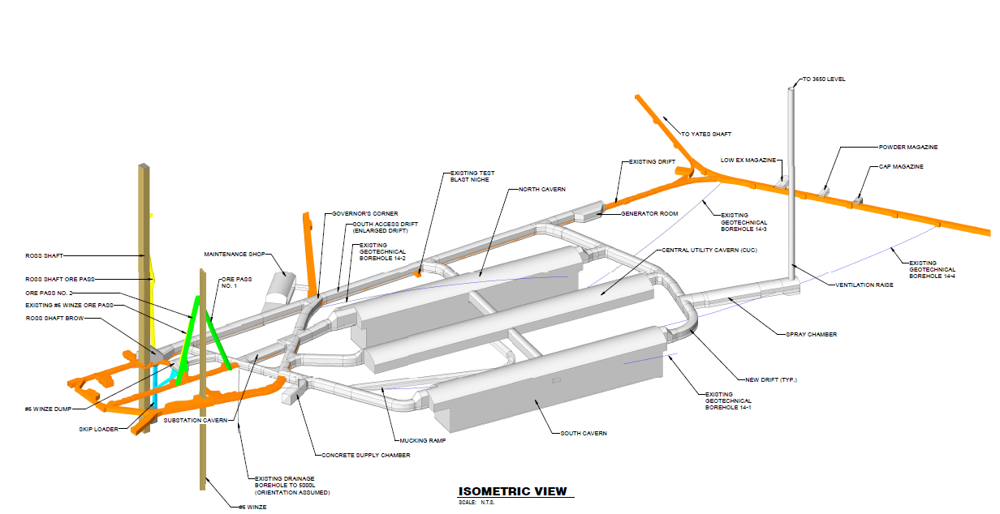 TO 3650 LEVEL
TO YATES SHAFT
POWDER MAGAZINE
LOW EX MAGAZINE
CAP MAGAZINE
EXISTING DRIFT
EXISTING TEST
BLAST NICHE
NORTH CAVERN
GOVERNOR'S CORNER
GENERATOR ROOM
EXISTING
GEOTECHNICAL
BOREHOLE 14-3
SOUTH ACCESS DRIFT
(ENLARGED DRIFT)
EXISTING
GEOTECHNICAL
BOREHOLE 14-2
MAINTENANCE SHOP
CENTRAL UTILITY CAVERN (CUC)
ROSS SHAFT
EXISTING
GEOTECHNICAL
BOREHOLE 14-4
ROSS SHAFT ORE PASS
ORE PASS
NO. 1
VENTILATION RAISE
ORE PASS NO. 2
EXISTING #6 WINZE ORE PASS
ROSS SHAFT BROW
SPRAY CHAMBER
NEW DRIFT (TYP.)
EXISTING
GEOTECHNICAL
BOREHOLE 14-1
#6 WINZE DUMP
SUBSTATION CAVERN
SKIP LOADER
SOUTH CAVERN
MUCKING RAMP
CONCRETE SUPPLY CHAMBER
EXISTING DRAINAGE
BOREHOLE TO 5000L
(ORIENTATION ASSUMED)
#6 WINZE
ISOMETRIC VIEW
SCALE: N.T.S.